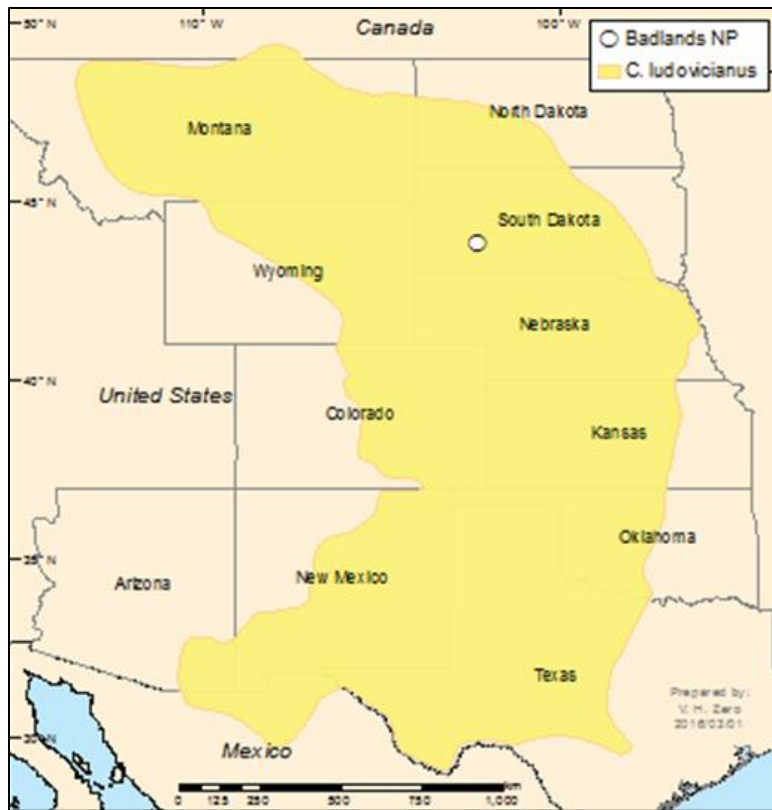 50° N
110° W
100° W
Canada
Badlands NP
C. ludovicianus
Montana
North Dakota
45° N
South Dakota
Wyoming
Nebraska
40° N
United States
Colorado
Kansas
Oklahoma
35° N
Arizona
New Mexico
Texas
Prepared by:
V. H. Zero
2016/03/01
30° N
Mexico
km
0 125 250 500 750 1,000